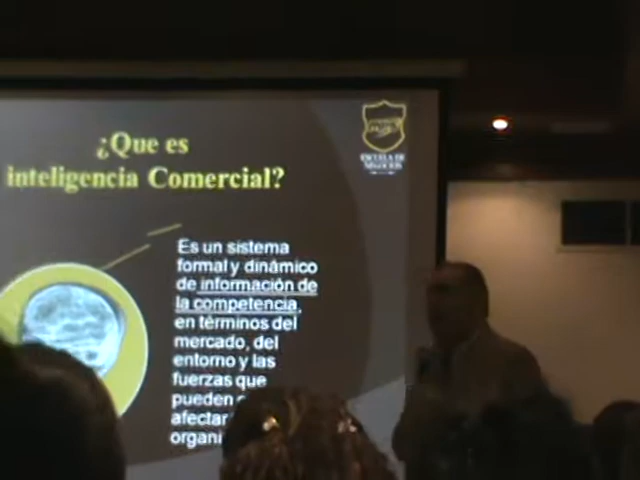 ¿Que es
inteligencia Comercial?
ESCUELA DE
NEGOCIOS
Es un sistema
formal y dinámico
de información de
la competencia,
en términos del
mercado, del
entorno y las
fuerzas que
pueden
afectar